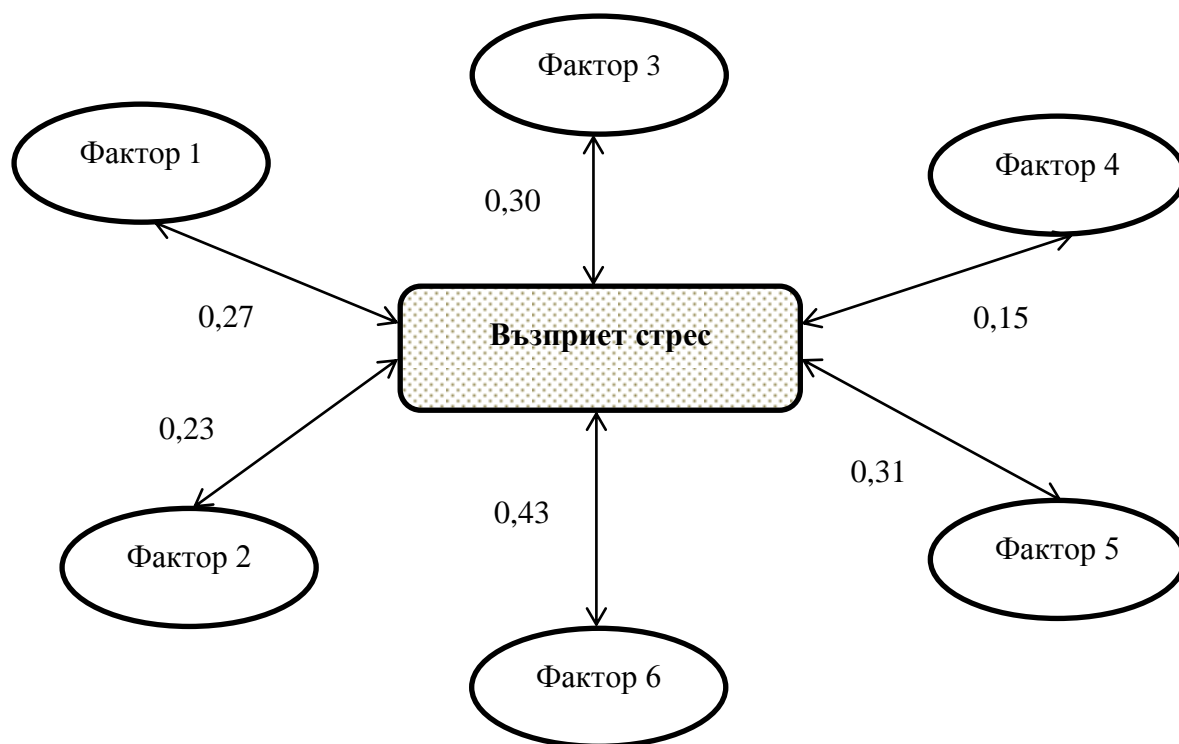 Фактор 3
Фактор 1
Фактор 4
0,30
0,27
0,15
Възприет стрес
0,23
0,31
0,43
Фактор 2
Фактор 5
Фактор 6